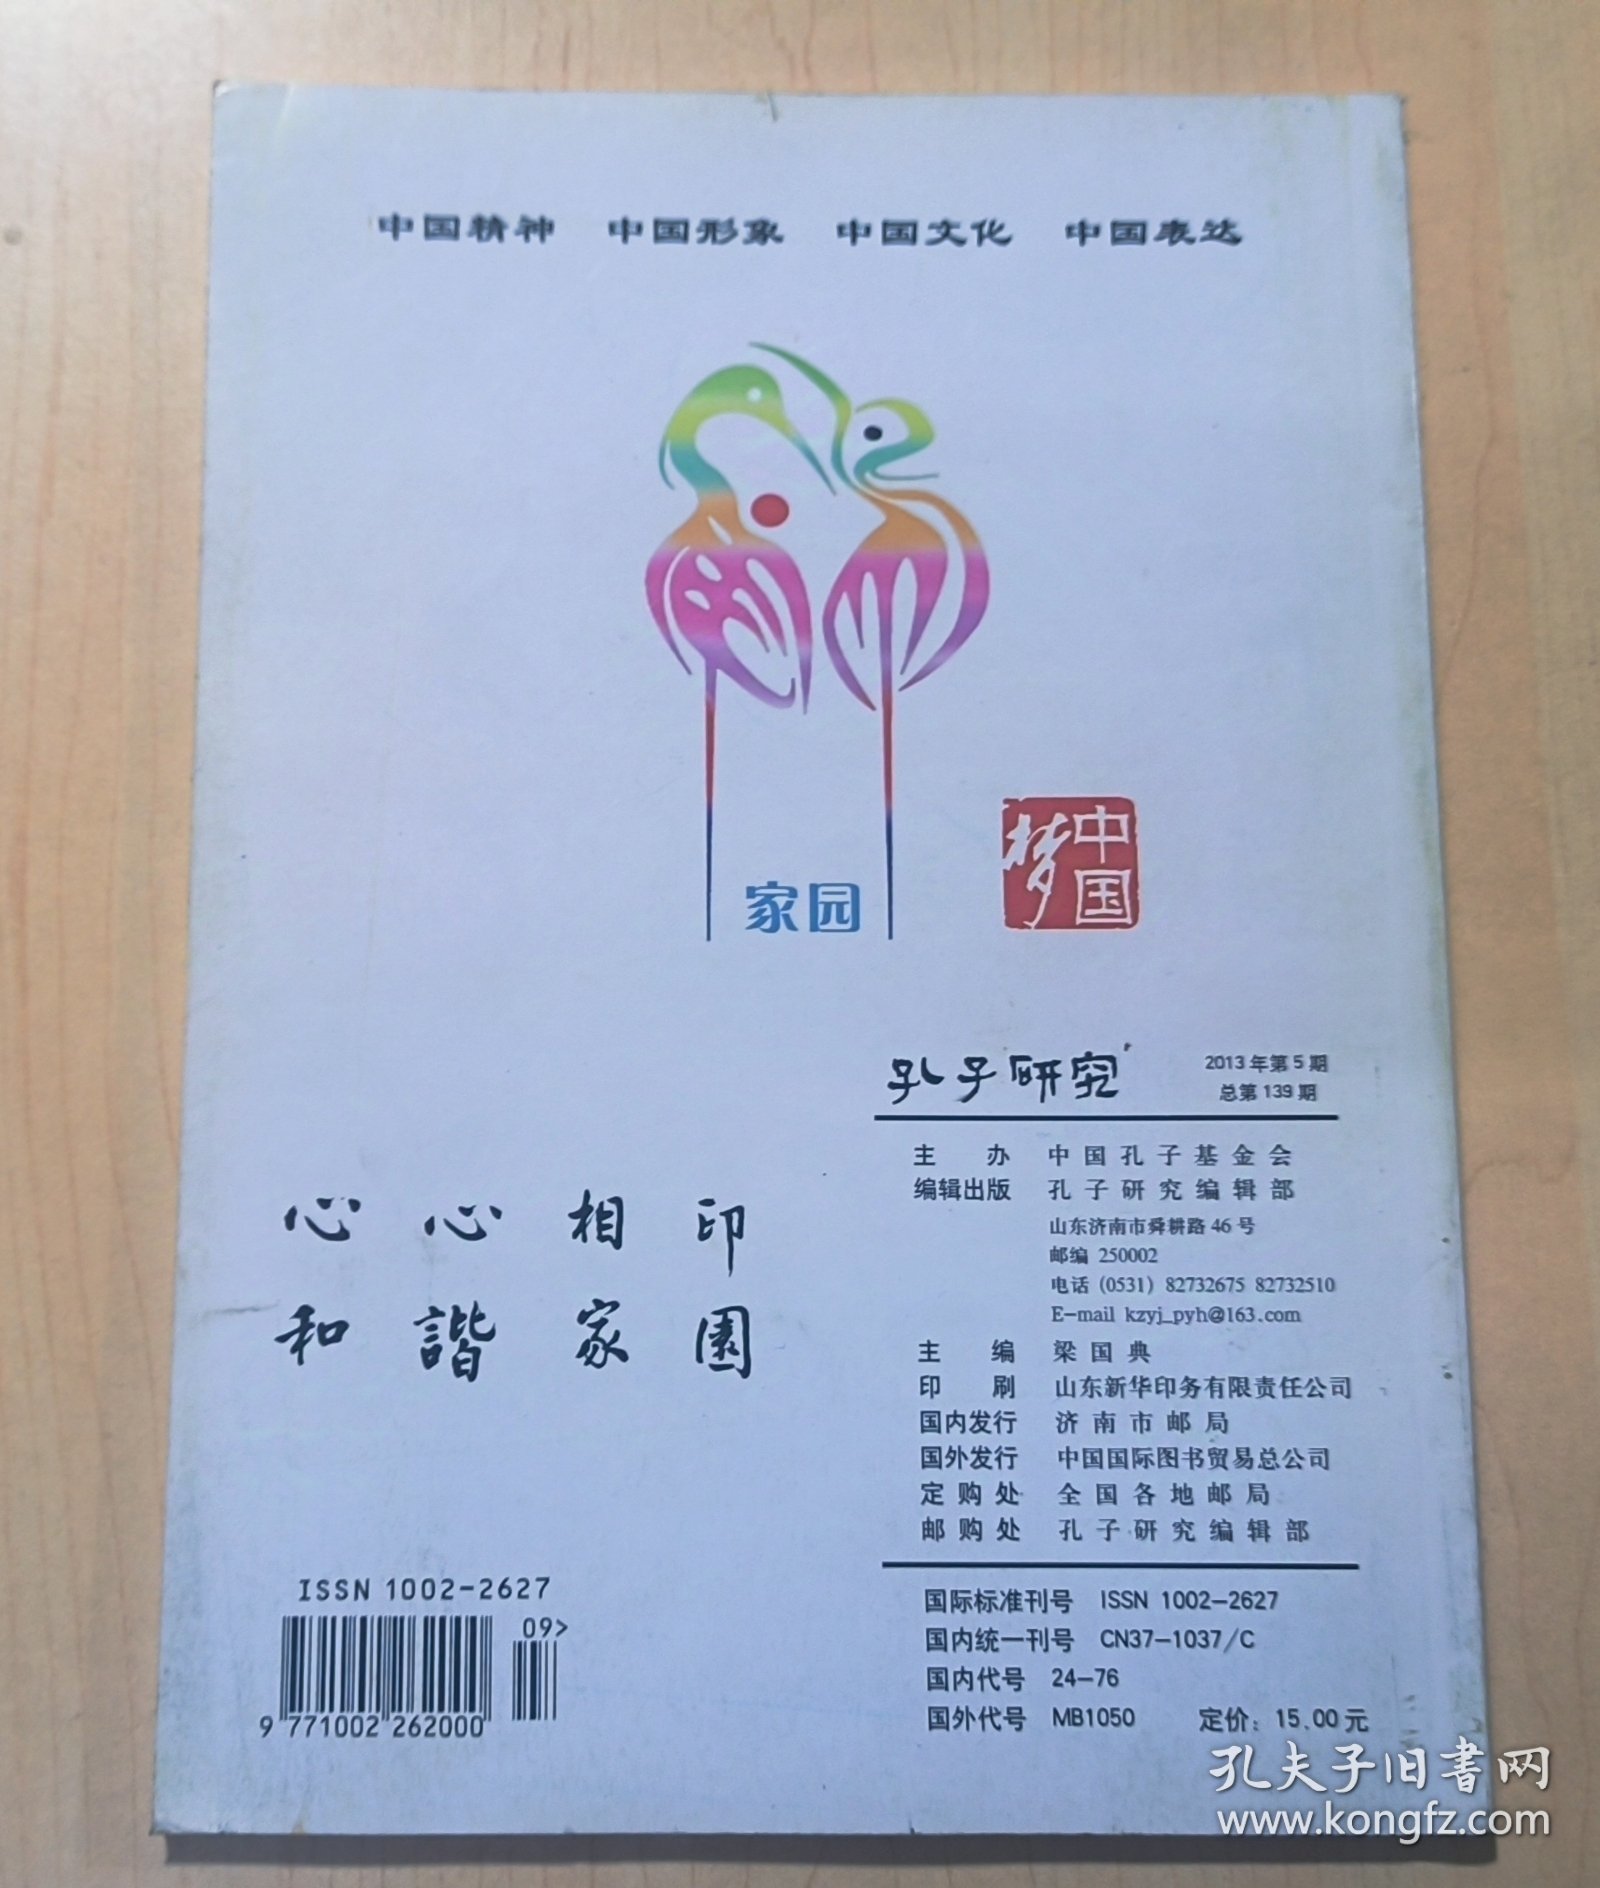 中国精神 中国形象 中国文化 中国表达
家园
中国梦
孔子研究
2013年第5期
总第139期
主办 中国孔子基金会
编辑出版 孔子研究编辑部
山东济南市舜耕路46号
邮编 250002
电话 (0531) 82732675 82732510
E-mail kzyj_pyh@163.com
主编 梁国典
印刷 山东新华印务有限责任公司
国内发行 济南市邮局
国外发行 中国国际图书贸易总公司
定购处 全国各地邮局
邮购处 孔子研究编辑部
国际标准刊号 ISSN 1002-2627
国内统一刊号 CN37-1037/C
国内代号 24-76
国外代号 MB1050 定价: 15.00元
心心相印
和諧家園
ISSN 1002-2627
09>
9 771002 262000
孔夫子旧书网
www.kongfz.com